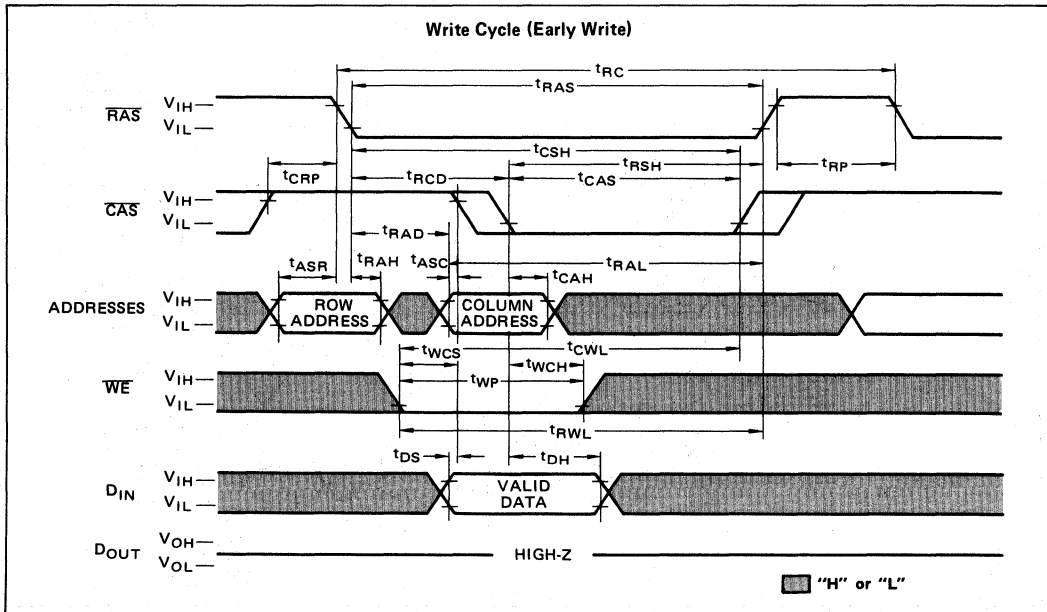 Write Cycle (Early Write)
tRC
tRAS
RAS
VIH
VIL
tCSH
tRSH
tRP
tCRP
tRCD
tCAS
CAS
VIH
VIL
tRAD
tRAL
tASR
tRAH
tASC
tCAH
ADDRESSES
VIH
VIL
ROW
ADDRESS
COLUMN
ADDRESS
tCWL
tWCS
tWCH
tWP
WE
VIH
VIL
tRWL
tDS
tDH
DIN
VIH
VIL
VALID
DATA
DOUT
VOH
VOL
HIGH-Z
"H" or "L"